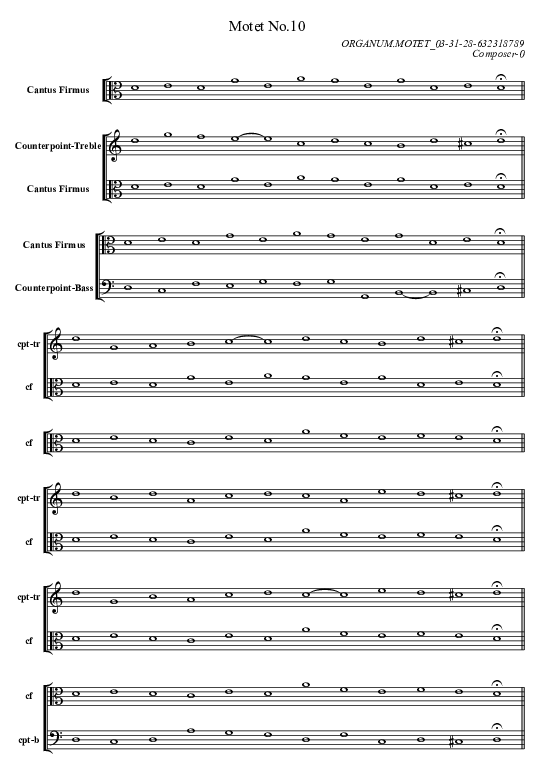 Motet No.10
ORGANUM.MOTET_03-31-28-632318789
Composer-0
Cantus Firmus
Counterpoint-Treble
Cantus Firmus
Cantus Firmus
Counterpoint-Bass
cpt-tr
cf
cf
cpt-tr
cf
cpt-tr
cf
cf
cpt-b